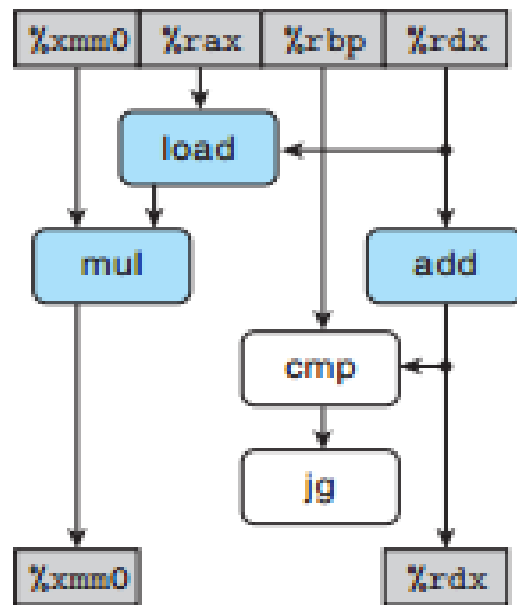 %xmm0 %rax %rbp %rdx
load
mul add
cmp
jg
%xmm0 %rdx